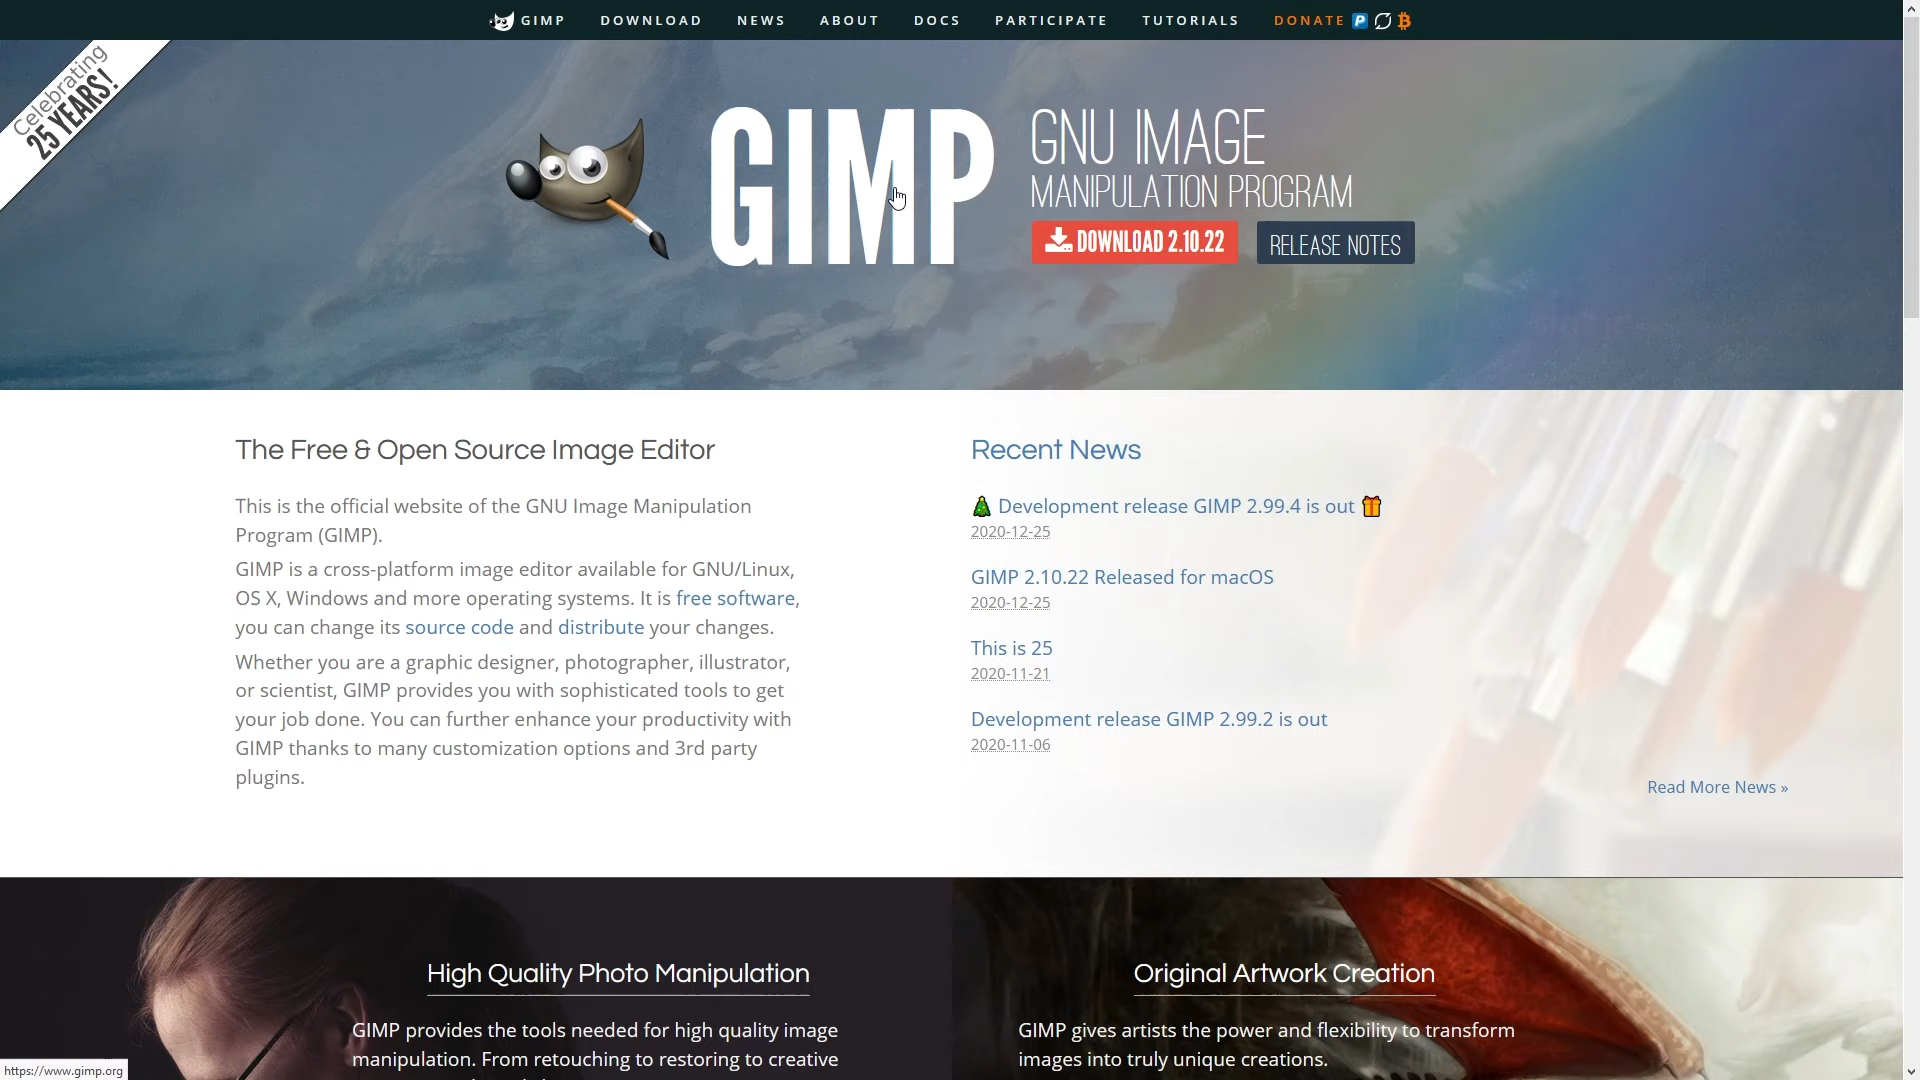 GIMP
DOWNLOAD
NEWS
ABOUT
DOCS
PARTICIPATE
TUTORIALS
DONATE
Celebrating
25 YEARS!
GIMP
GNU IMAGE
MANIPULATION PROGRAM
DOWNLOAD 2.10.22
RELEASE NOTES
The Free & Open Source Image Editor
This is the official website of the GNU Image Manipulation
Program (GIMP).
GIMP is a cross-platform image editor available for GNU/Linux,
OS X, Windows and more operating systems. It is free software,
you can change its source code and distribute your changes.
Whether you are a graphic designer, photographer, illustrator,
or scientist, GIMP provides you with sophisticated tools to get
your job done. You can further enhance your productivity with
GIMP thanks to many customization options and 3rd party
plugins.
Recent News
🎄 Development release GIMP 2.99.4 is out 🎁
2020-12-25
GIMP 2.10.22 Released for macOS
2020-12-25
This is 25
2020-11-21
Development release GIMP 2.99.2 is out
2020-11-06
Read More News »
High Quality Photo Manipulation
GIMP provides the tools needed for high quality image
manipulation. From retouching to restoring to creative
Original Artwork Creation
GIMP gives artists the power and flexibility to transform
images into truly unique creations.
https://www.gimp.org